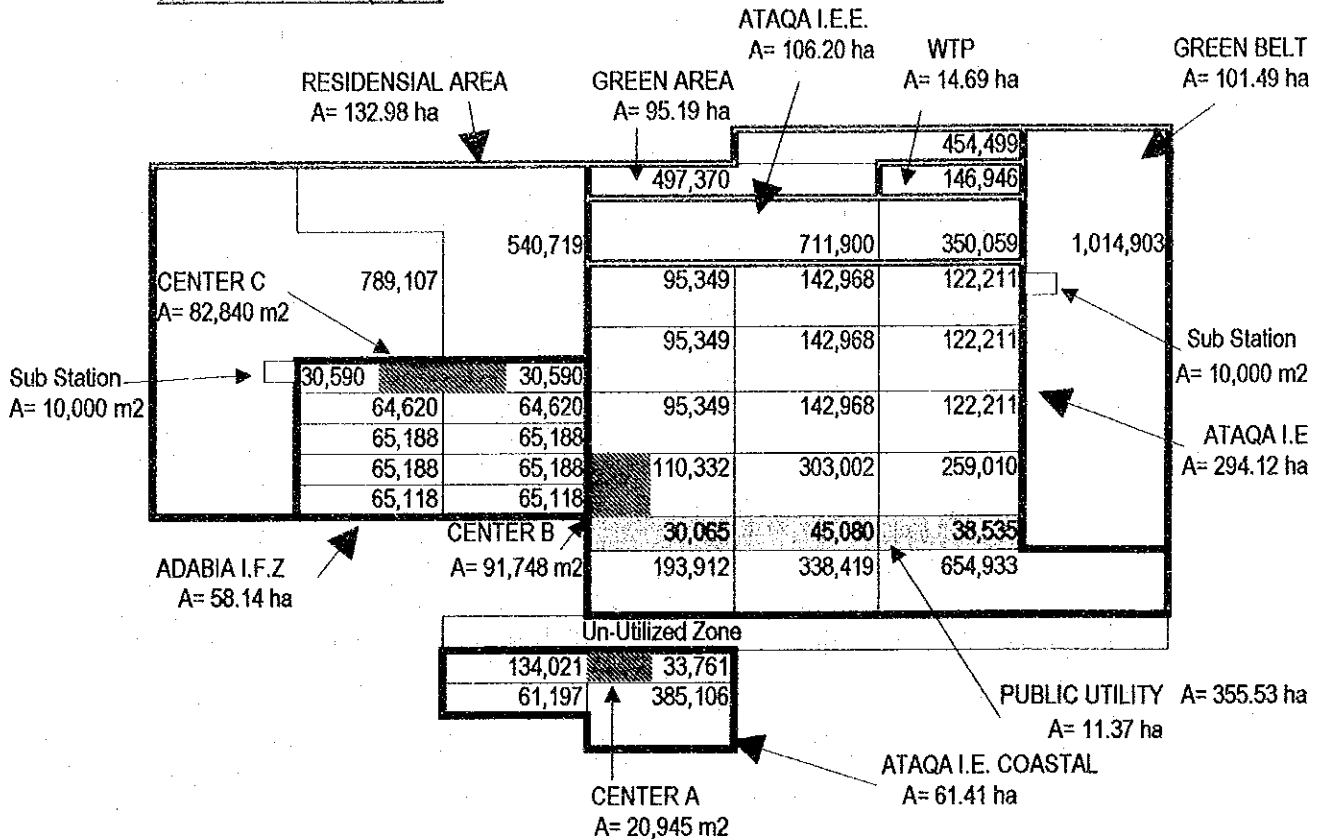 ATAQA I.E.E.
A= 106.20 ha
WTP
A= 14.69 ha
GREEN BELT
A= 101.49 ha
RESIDENSIAL AREA
A= 132.98 ha
GREEN AREA
A= 95.19 ha
454,499
497,370 146,946
540,719 711,900 350,059 1,014,903
CENTER C
A= 82,840 m2
789,107
95,349 142,968 122,211
95,349 142,968 122,211
Sub Station
A= 10,000 m2
Sub Station
A= 10,000 m2
30,590 30,590
64,620 64,620 95,349 142,968 122,211
65,188 65,188
ATAQA I.E
A= 294.12 ha
65,188 65,188 110,332 303,002 259,010
65,118 65,118
CENTER B
A= 91,748 m2
30,065 45,080 38,535
ADABIA I.F.Z
A= 58.14 ha
193,912 338,419 654,933
Un-Utilized Zone
134,021 33,761
61,197 385,106
PUBLIC UTILITY A= 355.53 ha
A= 11.37 ha
ATAQA I.E. COASTAL
A= 61.41 ha
CENTER A
A= 20,945 m2